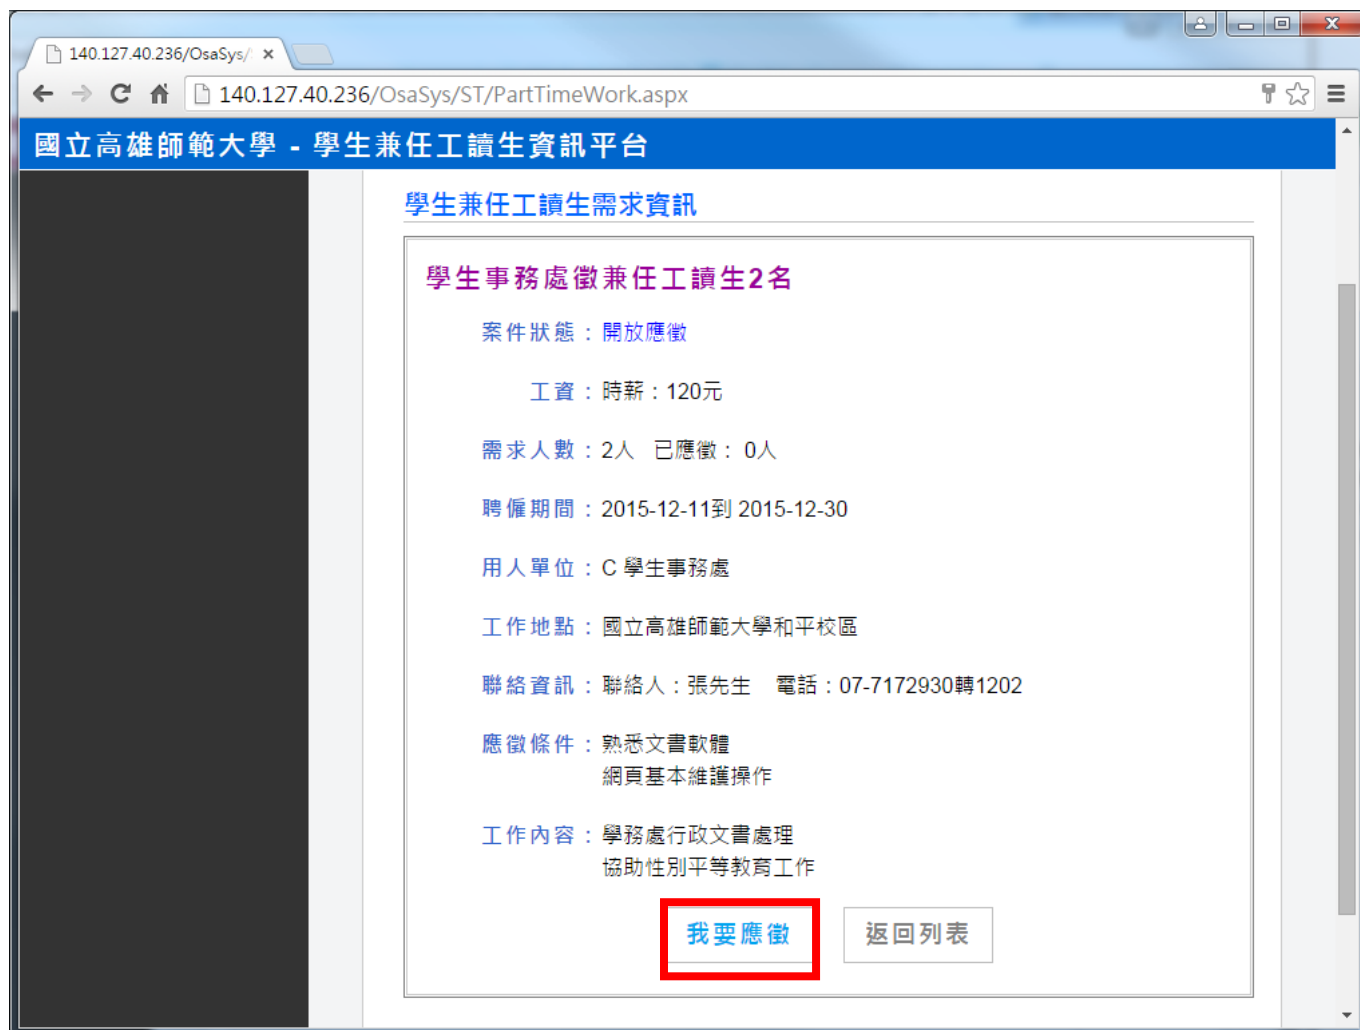 140.127.40.236/OsaSys/
140.127.40.236/OsaSys/ST/PartTimeWork.aspx
國立高雄師範大學 - 學生兼任工讀生資訊平台
學生兼任工讀生需求資訊
學生事務處徵兼任工讀生2名
案件狀態：開放應徵
工資：時薪：120元
需求人數：2人 已應徵： 0人
聘僱期間：2015-12-11到 2015-12-30
用人單位：C 學生事務處
工作地點：國立高雄師範大學和平校區
聯絡資訊：聯絡人：張先生 電話：07-7172930轉1202
應徵條件：熟悉文書軟體
網頁基本維護操作
工作內容：學務處行政文書處理
協助性別平等教育工作
我要應徵 返回列表